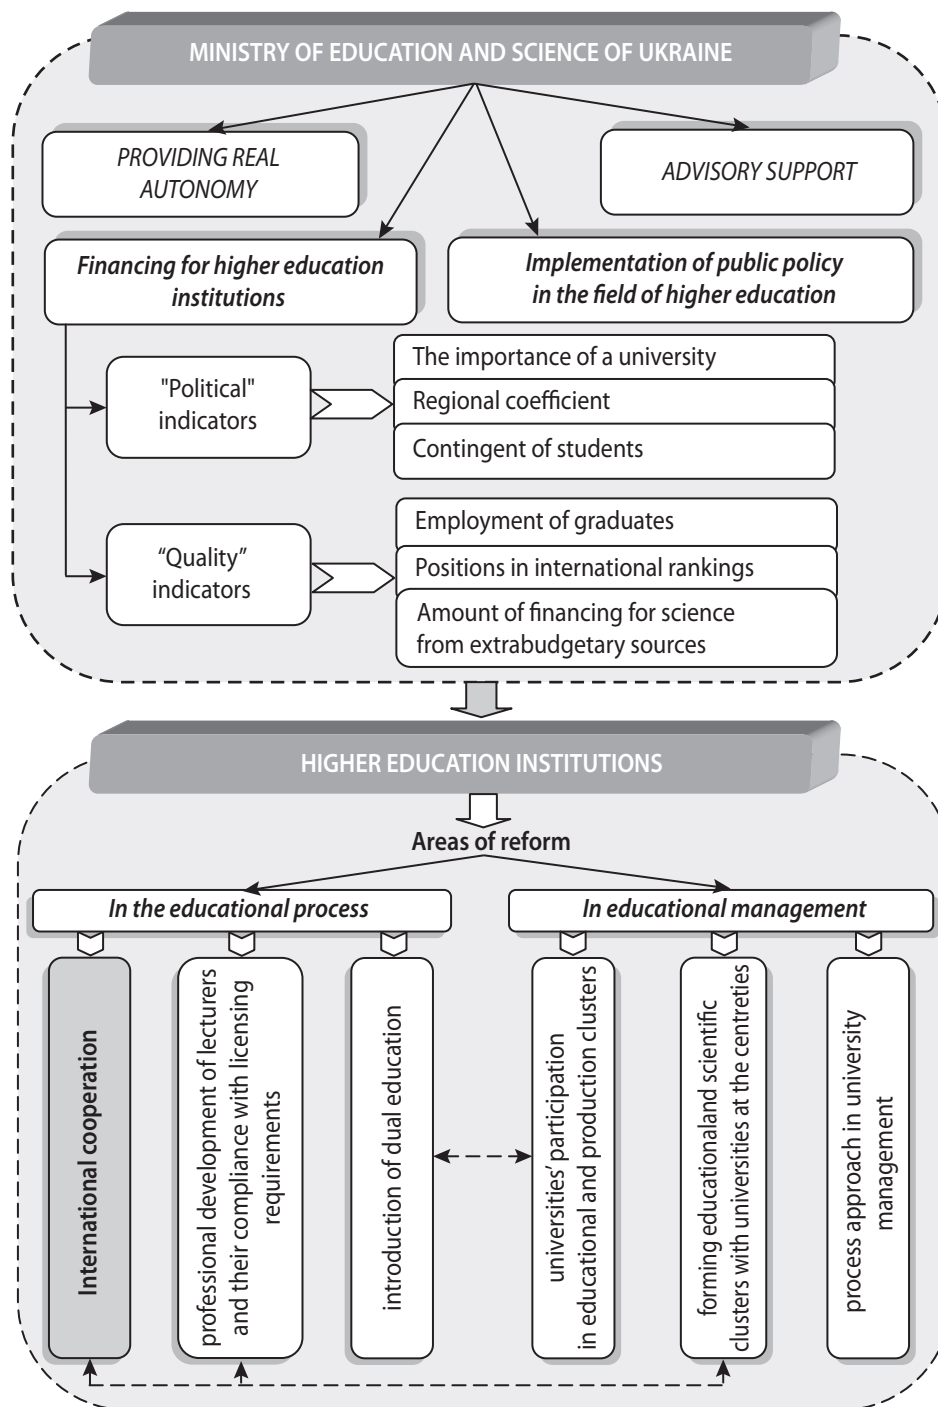 MINISTRY OF EDUCATION AND SCIENCE OF UKRAINE
PROVIDING REAL
AUTONOMY
ADVISORY SUPPORT
Financing for higher education
institutions
Implementation of public policy
in the field of higher education
"Political"
indicators
The importance of a university
Regional coefficient
Contingent of students
“Quality”
indicators
Employment of graduates
Positions in international rankings
Amount of financing for science
from extrabudgetary sources
HIGHER EDUCATION INSTITUTIONS
Areas of reform
In the educational process
In educational management
International cooperation
professional development of lecturers
and their compliance with licensing
requirements
introduction of dual education
universities’ participation
in educational and production clusters
forming educationaland scientific
clusters with universities at the centreties
process approach in university
management